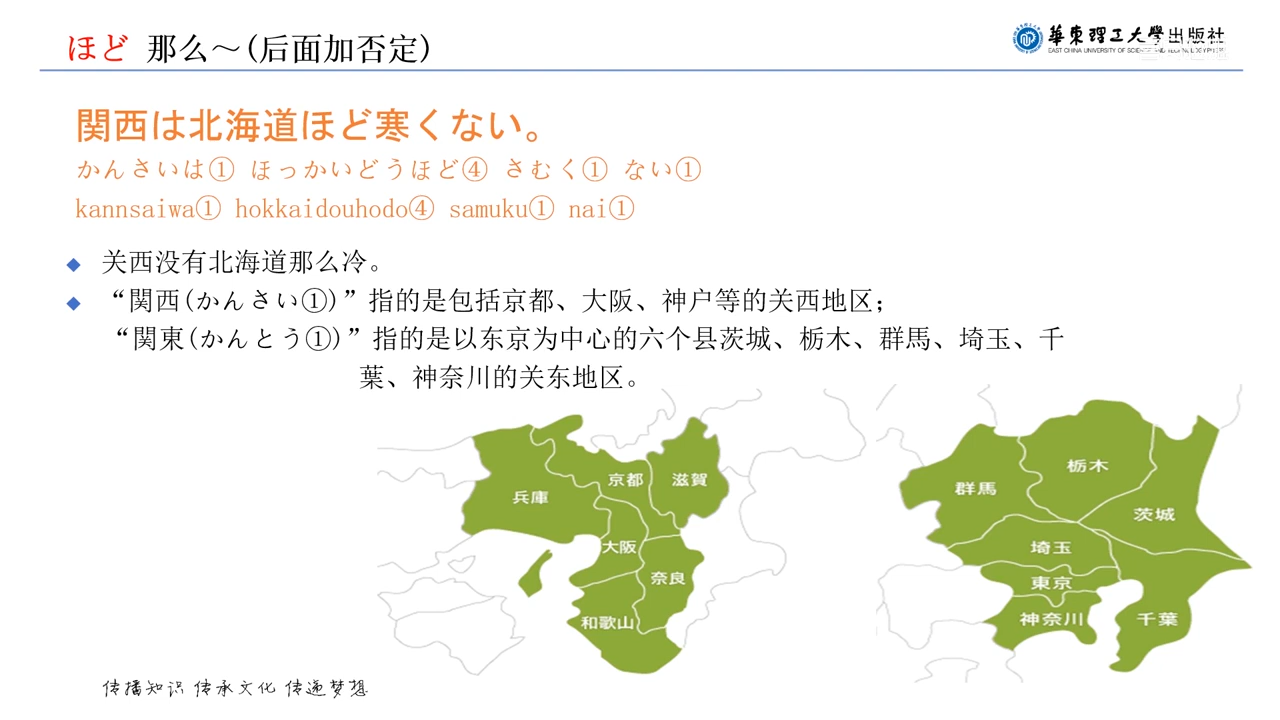 ほど 那么～(后面加否定)
華東理工大學出版社
EAST CHINA UNIVERSITY OF
関西は北海道ほど寒くない。
かんさいは① ほっかいどうほど④ さむく① ない①
kannsaiwa① hokkaidouhodo④ samuku① nai①
关西没有北海道那么冷。
“関西(かんさい①)”指的是包括京都、大阪、神户等的关西地区;
“関東(かんとう①)”指的是以东京为中心的六个县茨城、栃木、群馬、埼玉、千
葉、神奈川的关东地区。
兵庫
京都
滋賀
大阪
奈良
和歌山
栃木
群馬
茨城
埼玉
東京
神奈川
千葉
传播知识 传承文化 传递梦想